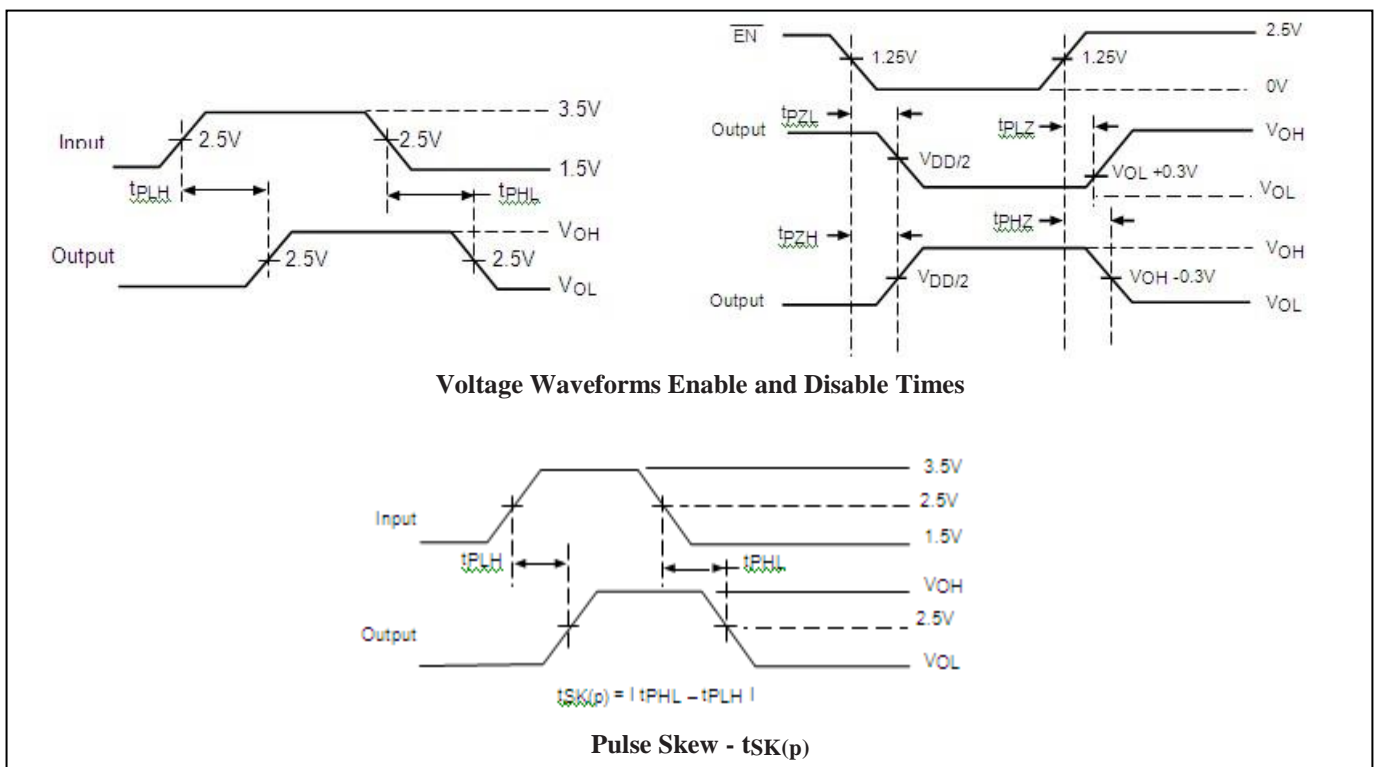 Input
2.5V
2.5V
3.5V
1.5V
tPLH
tPHL
Output
2.5V
2.5V
VOH
VOL
EN
1.25V
1.25V
2.5V
0V
tPZL
tPLZ
Output
VDD/2
VOL +0.3V
VOH
VOL
tPZH
tPHZ
Output
VDD/2
VOH -0.3V
VOH
VOL
Voltage Waveforms Enable and Disable Times
Input
3.5V
2.5V
1.5V
tPLH
tPHL
Output
VOH
2.5V
VOL
tSK(p) = | tPHL – tPLH |
Pulse Skew - tSK(p)